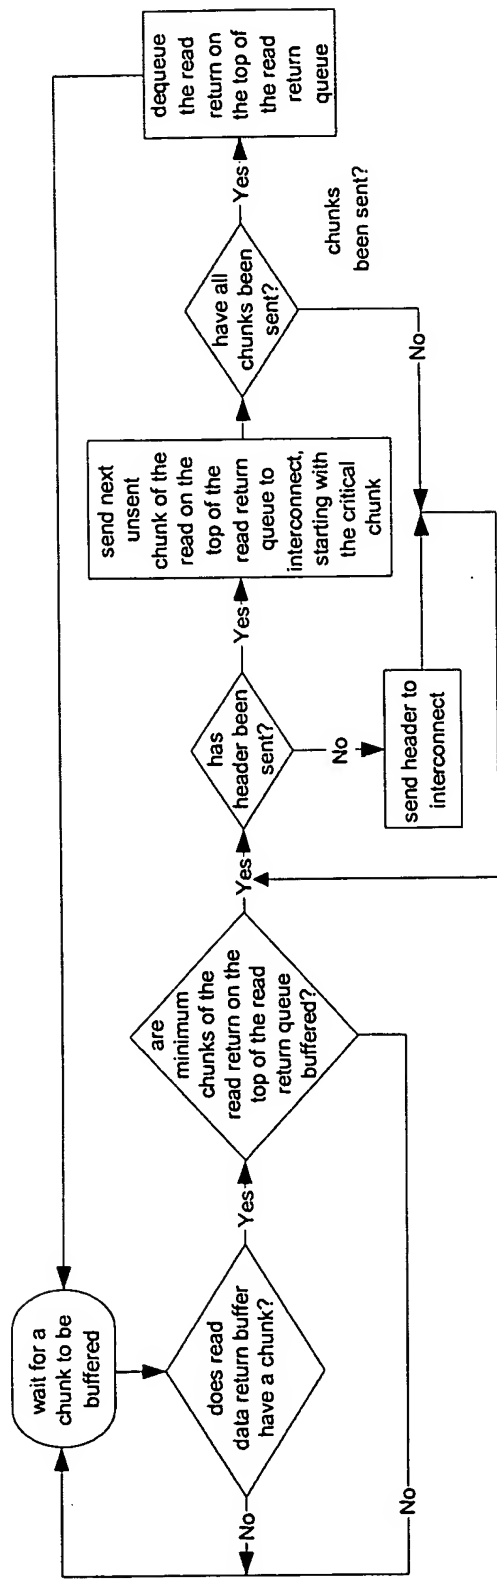 wait for a
chunk to be
buffered
does read
data return buffer
have a chunk?
No
Yes
are
minimum
chunks of the
read return on the
top of the read
return queue
buffered?
No
Yes
has
header been
sent?
No
send header to
interconnect
Yes
send next
unsent
chunk of the
read on the
top of the
read return
queue to
interconnect,
starting with
the critical
chunk
have all
chunks been
sent?
No
Yes
chunks
been sent?
dequeue
the read
return on
the top of
the read
return
queue